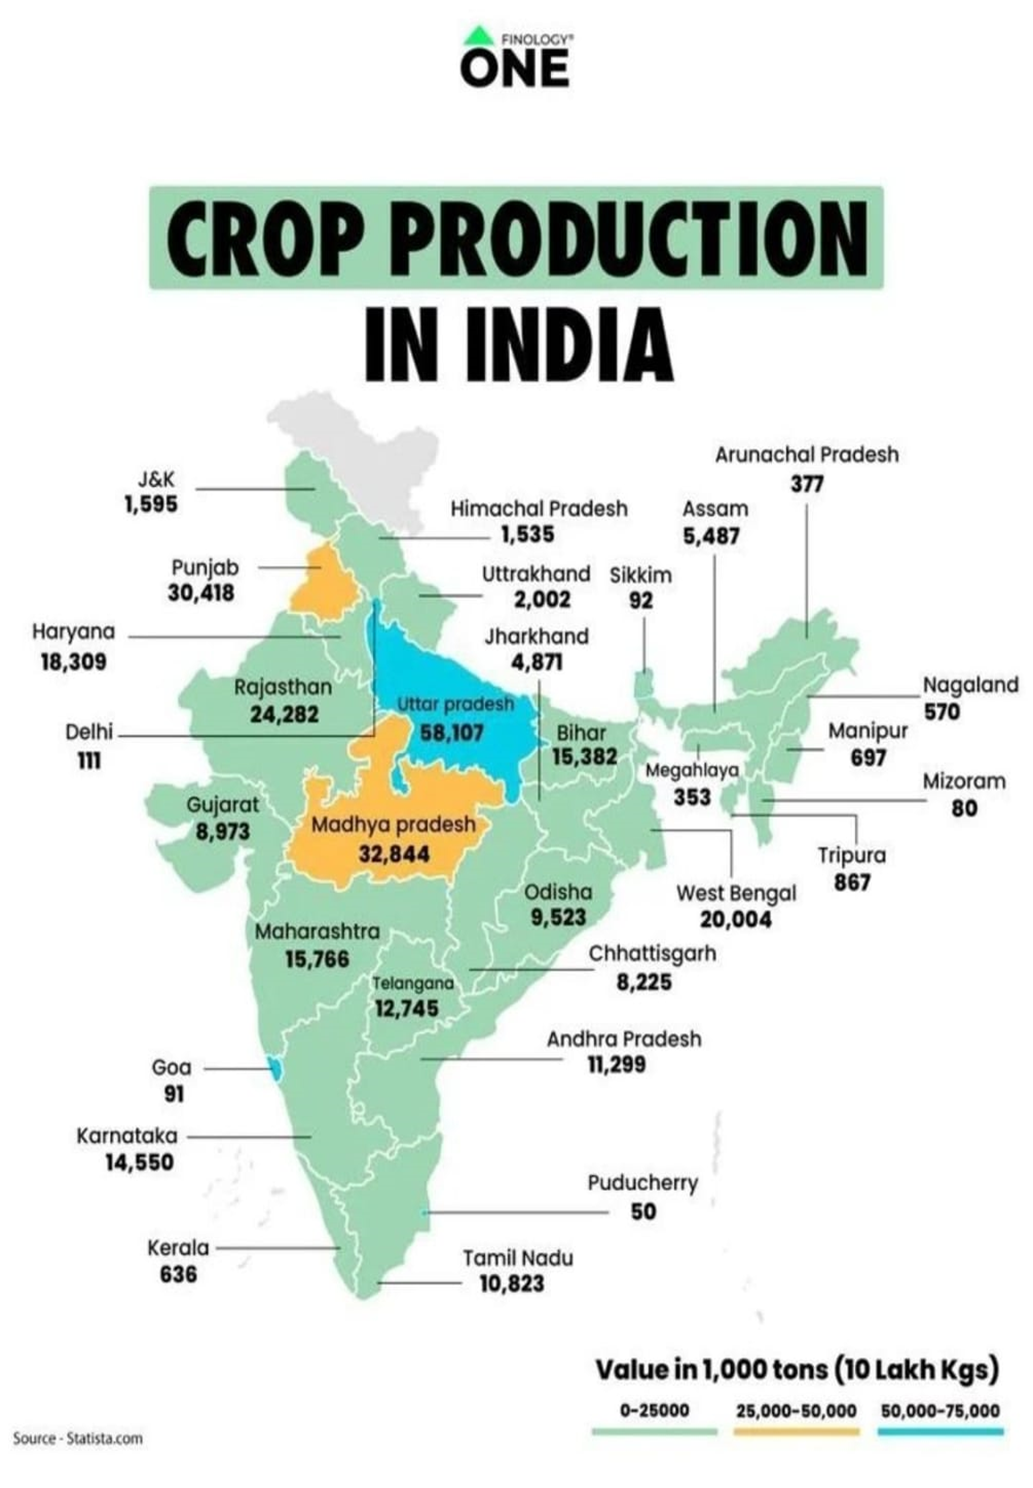 FINOLOGY®
ONE
CROP PRODUCTION
IN INDIA
Arunachal Pradesh
377
J&K
1,595
Himachal Pradesh
1,535
Assam
5,487
Punjab
30,418
Uttrakhand
2,002
Sikkim
92
Haryana
18,309
Jharkhand
4,871
Rajasthan
24,282
Uttar pradesh
58,107
Nagaland
570
Delhi
111
Bihar
15,382
Manipur
697
Megahlaya
353
Mizoram
80
Gujarat
8,973
Madhya pradesh
32,844
Tripura
867
Odisha
9,523
West Bengal
20,004
Maharashtra
15,766
Chhattisgarh
8,225
Telangana
12,745
Andhra Pradesh
11,299
Goa
91
Karnataka
14,550
Puducherry
50
Kerala
636
Tamil Nadu
10,823
Value in 1,000 tons (10 Lakh Kgs)
0-25000 25,000-50,000 50,000-75,000
Source - Statista.com